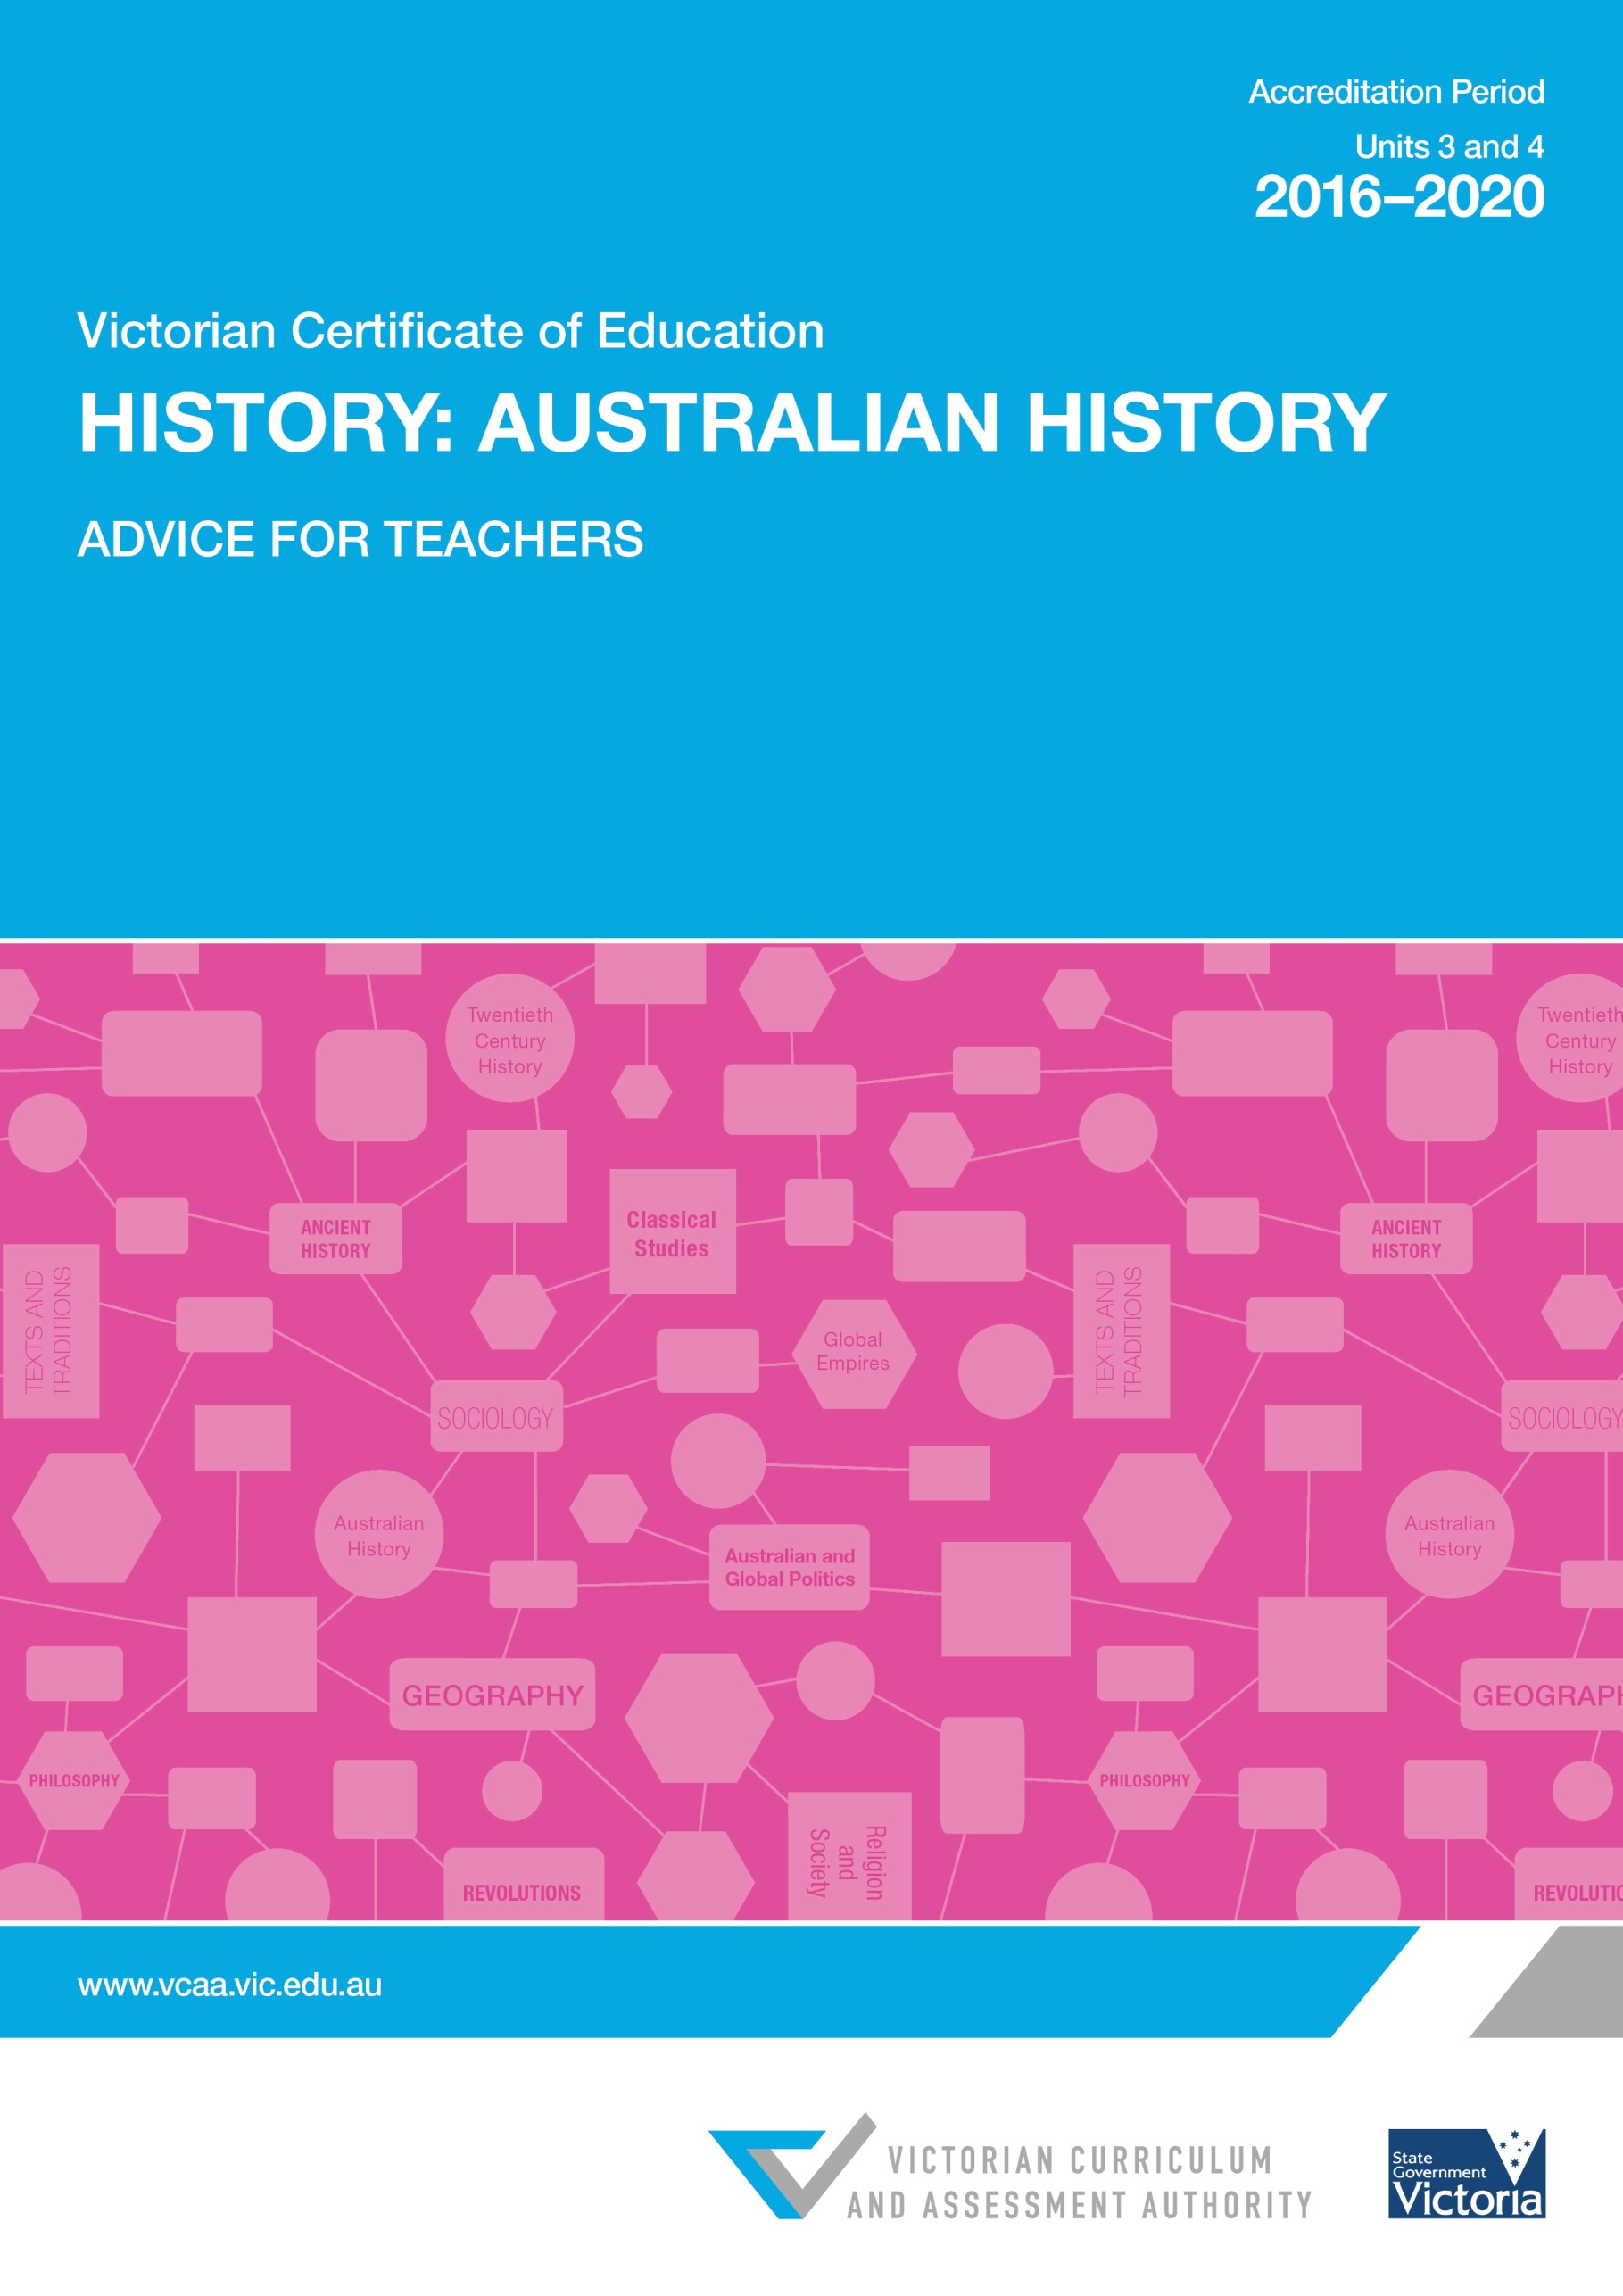 Accreditation Period
Units 3 and 4
2016–2020
Victorian Certificate of Education
HISTORY: AUSTRALIAN HISTORY
ADVICE FOR TEACHERS
Twentieth
Century
History
Twentieth
Century
History
ANCIENT
HISTORY
Classical
Studies
ANCIENT
HISTORY
TEXTS AND
TRADITIONS
Global
Empires
TEXTS AND
TRADITIONS
SOCIOLOGY
SOCIOLOGY
Australian
History
Australian and
Global Politics
Australian
History
GEOGRAPHY
GEOGRAPH
PHILOSOPHY
PHILOSOPHY
Religion
and
Society
REVOLUTIONS
REVOLUTIO
www.vcaa.vic.edu.au
VICTORIAN CURRICULUM
AND ASSESSMENT AUTHORITY
State
Government
Victoria